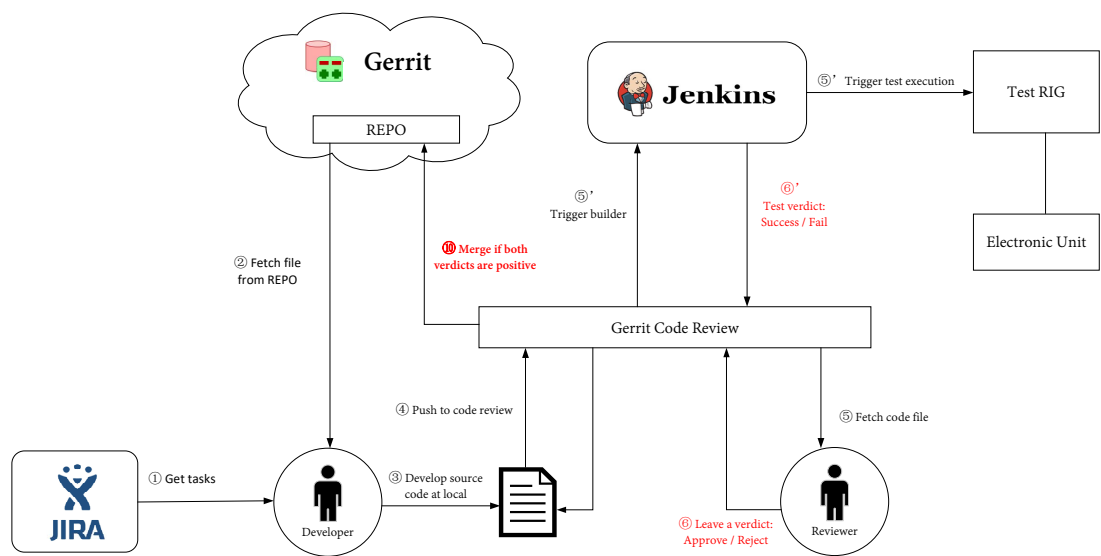 Gerrit
REPO
Jenkins
⑤’ Trigger test execution
Test RIG
Electronic Unit
⑤’
Trigger builder
⑥’
Test verdict:
Success / Fail
⑩ Merge if both
verdicts are positive
② Fetch file
from REPO
Gerrit Code Review
④ Push to code review
⑤ Fetch code file
① Get tasks
③ Develop source
code at local
JIRA
Developer
⑥ Leave a verdict:
Approve / Reject
Reviewer